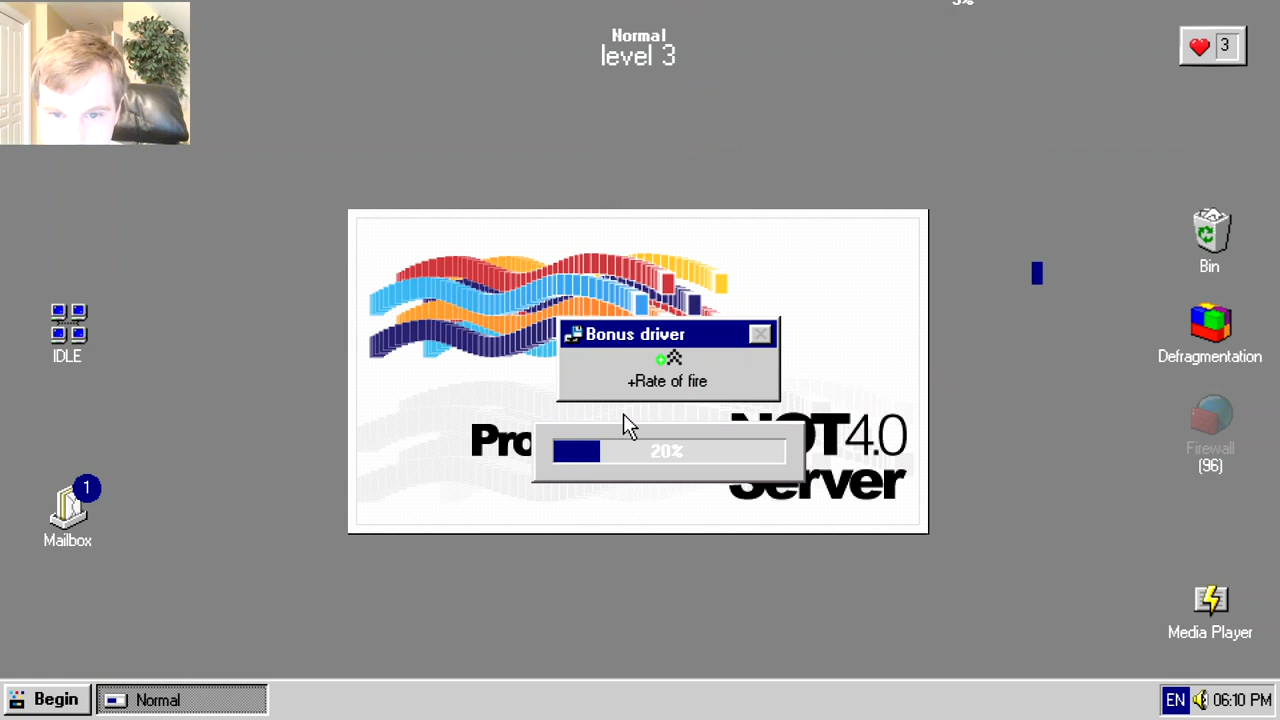 Normal
level 3
3
Bin
IDLE
Defragmentation
Bonus driver
+Rate of fire
NOT4.0
Server
20%
Firewall
(96)
1
Mailbox
Media Player
Begin
Normal
EN
06:10 PM